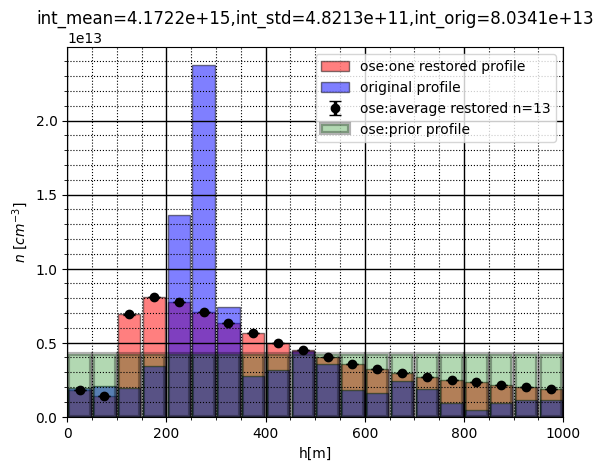 int_mean=4.1722e+15,int_std=4.8213e+11,int_orig=8.0341e+13
1e13
ose:one restored profile
original profile
ose:average restored n=13
ose:prior profile
2.0
1.5
1.0
0.5
0.0
n [cm⁻³]
0 200 400 600 800 1000
h[m]